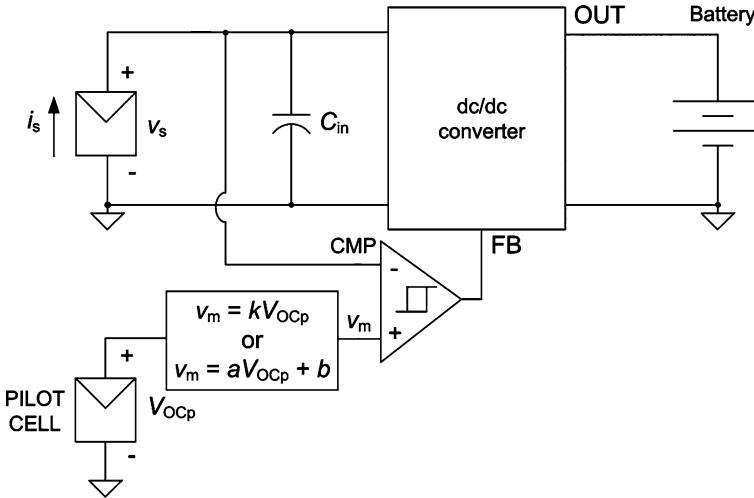 OUT
Battery
+
i_s
v_s
C_in
dc/dc
converter
-
CMP
FB
-
v_m = kV_OCp
or
v_m = aV_OCp + b
v_m
+
+
PILOT
CELL
V_OCp
-